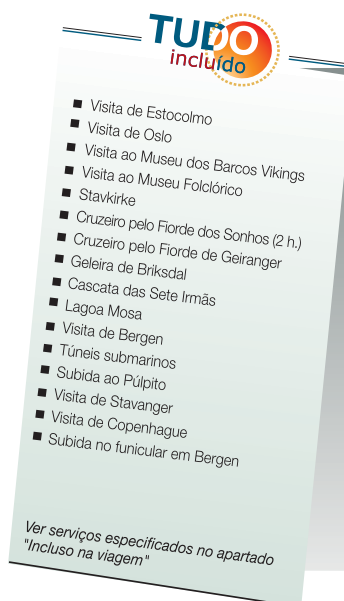 TUDO
incluído
■ Visita de Estocolmo
■ Visita de Oslo
■ Visita ao Museu dos Barcos Vikings
■ Visita ao Museu Folclórico
■ Stavkirke
■ Cruzeiro pelo Fiorde dos Sonhos (2 h.)
■ Cruzeiro pelo Fiorde de Geiranger
■ Geleira de Briksdal
■ Cascata das Sete Irmãs
■ Lagoa Mosa
■ Visita de Bergen
■ Túneis submarinos
■ Subida ao Púlpito
■ Visita de Stavanger
■ Visita de Copenhague
■ Subida no funicular em Bergen
Ver serviços especificados no apartado
"Incluso na viagem"